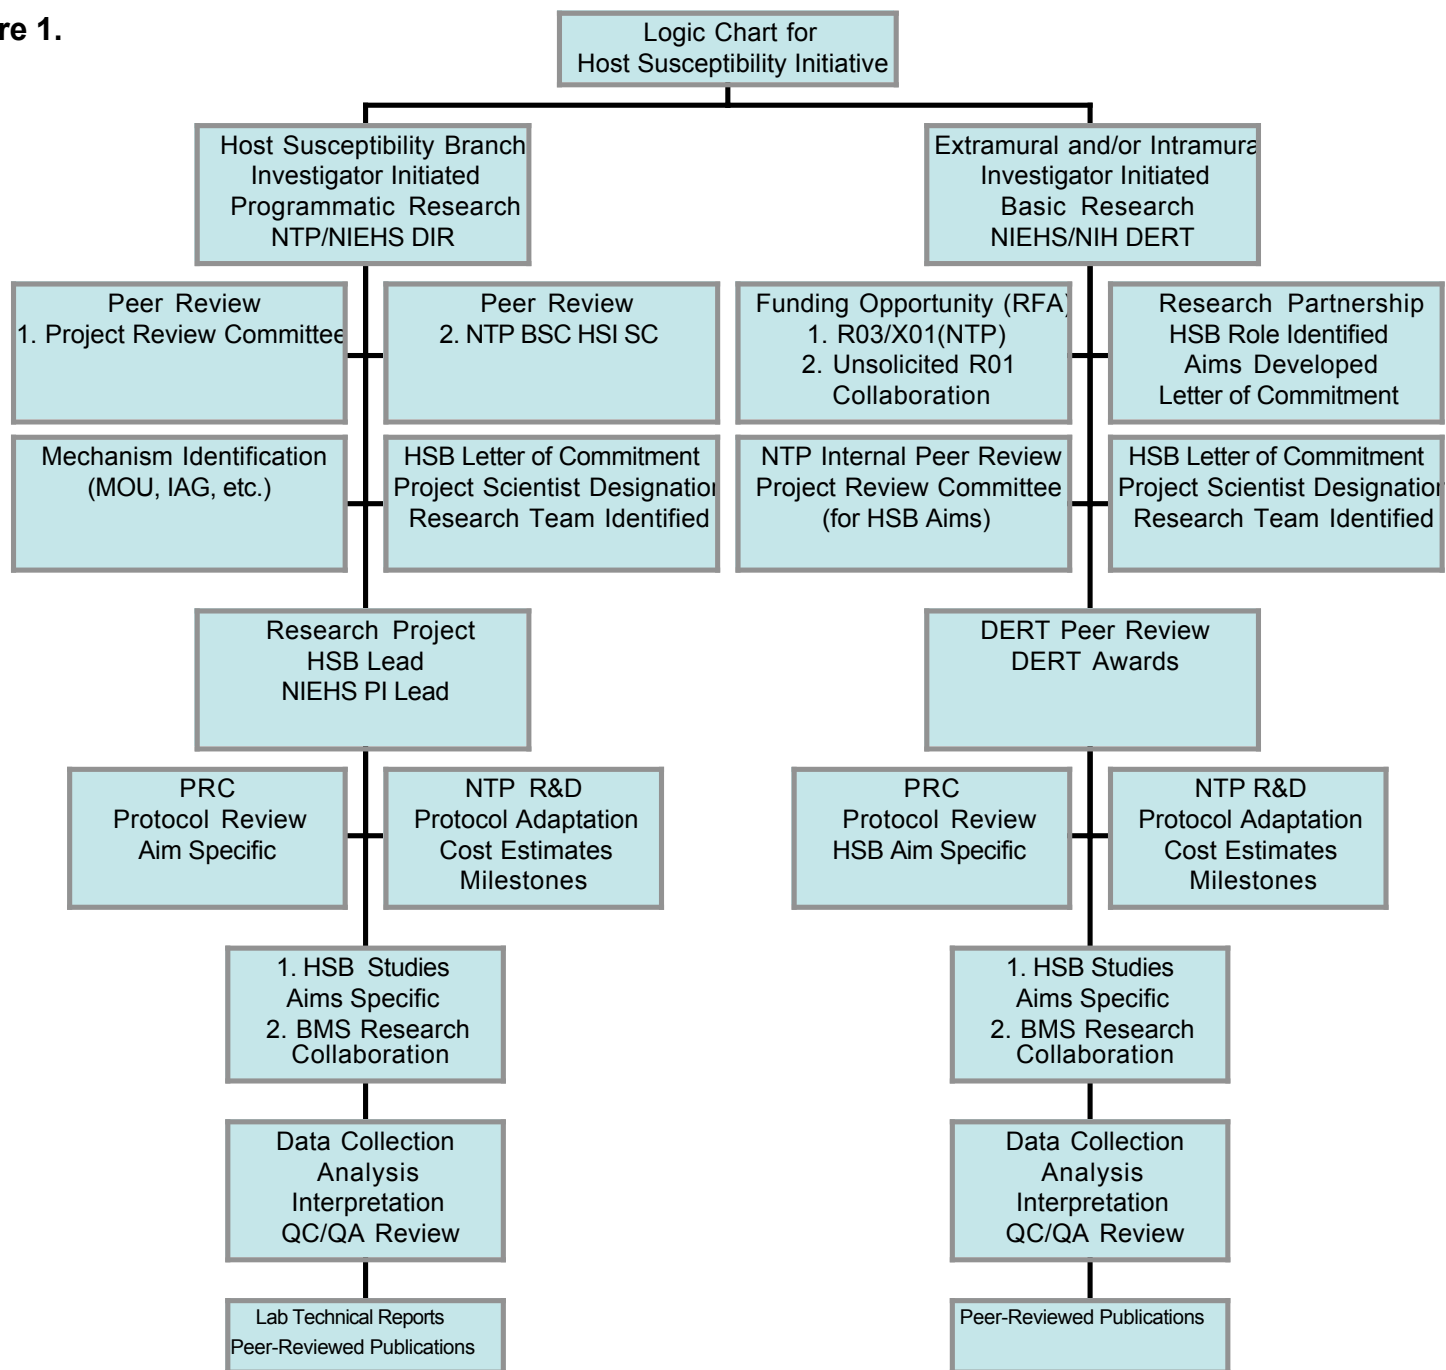 re 1.
Logic Chart for
Host Susceptibility Initiative
Host Susceptibility Branch
Investigator Initiated
Programmatic Research
NTP/NIEHS DIR
Extramural and/or Intramura
Investigator Initiated
Basic Research
NIEHS/NIH DERT
Peer Review
1. Project Review Committee
Peer Review
2. NTP BSC HSI SC
Funding Opportunity (RFA)
1. R03/X01(NTP)
2. Unsolicited R01
Collaboration
Research Partnership
HSB Role Identified
Aims Developed
Letter of Commitment
Mechanism Identification
(MOU, IAG, etc.)
HSB Letter of Commitment
Project Scientist Designation
Research Team Identified
NTP Internal Peer Review
Project Review Committee
(for HSB Aims)
HSB Letter of Commitment
Project Scientist Designation
Research Team Identified
Research Project
HSB Lead
NIEHS PI Lead
DERT Peer Review
DERT Awards
PRC
Protocol Review
Aim Specific
NTP R&D
Protocol Adaptation
Cost Estimates
Milestones
PRC
Protocol Review
HSB Aim Specific
NTP R&D
Protocol Adaptation
Cost Estimates
Milestones
1. HSB Studies
Aims Specific
2. BMS Research
Collaboration
1. HSB Studies
Aims Specific
2. BMS Research
Collaboration
Data Collection
Analysis
Interpretation
QC/QA Review
Data Collection
Analysis
Interpretation
QC/QA Review
Lab Technical Reports
Peer-Reviewed Publications
Peer-Reviewed Publications